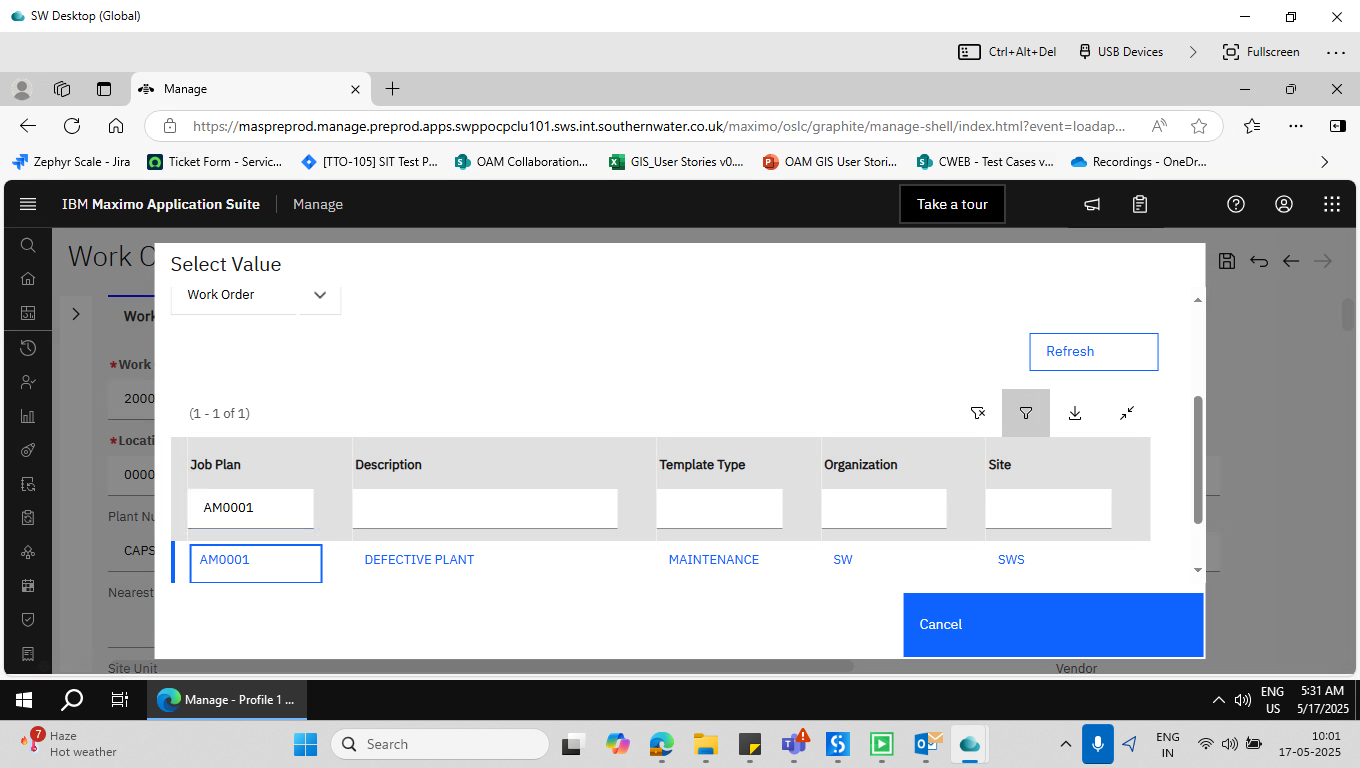 SW Desktop (Global)
Ctrl+Alt+Del USB Devices Fullscreen
Manage
https://maspreprod.manage.preprod.apps.swppocpclu101.sws.int.southernwater.co.uk/maximo/oslc/graphite/manage-shell/index.html?event=loadap...
Zephyr Scale - Jira Ticket Form - Servic... [TTO-105] SIT Test P... OAM Collaboration... GIS_User Stories v0.... OAM GIS User Stori... CWEB - Test Cases v... Recordings - OneDr...
IBM Maximo Application Suite Manage Take a tour
Work O
Select Value
Work Order
Work
*Work
Refresh
2000
(1 - 1 of 1)
*Locati
Job Plan Description Template Type Organization Site
0000
AM0001
Plant Nu
CAPS
AM0001 DEFECTIVE PLANT MAINTENANCE SW SWS
Nearest
Cancel
Site Unit Vendor
Manage - Profile 1 ...
ENG
US
5:31 AM
5/17/2025
7
Haze
Hot weather
Search
ENG
IN
10:01
17-05-2025